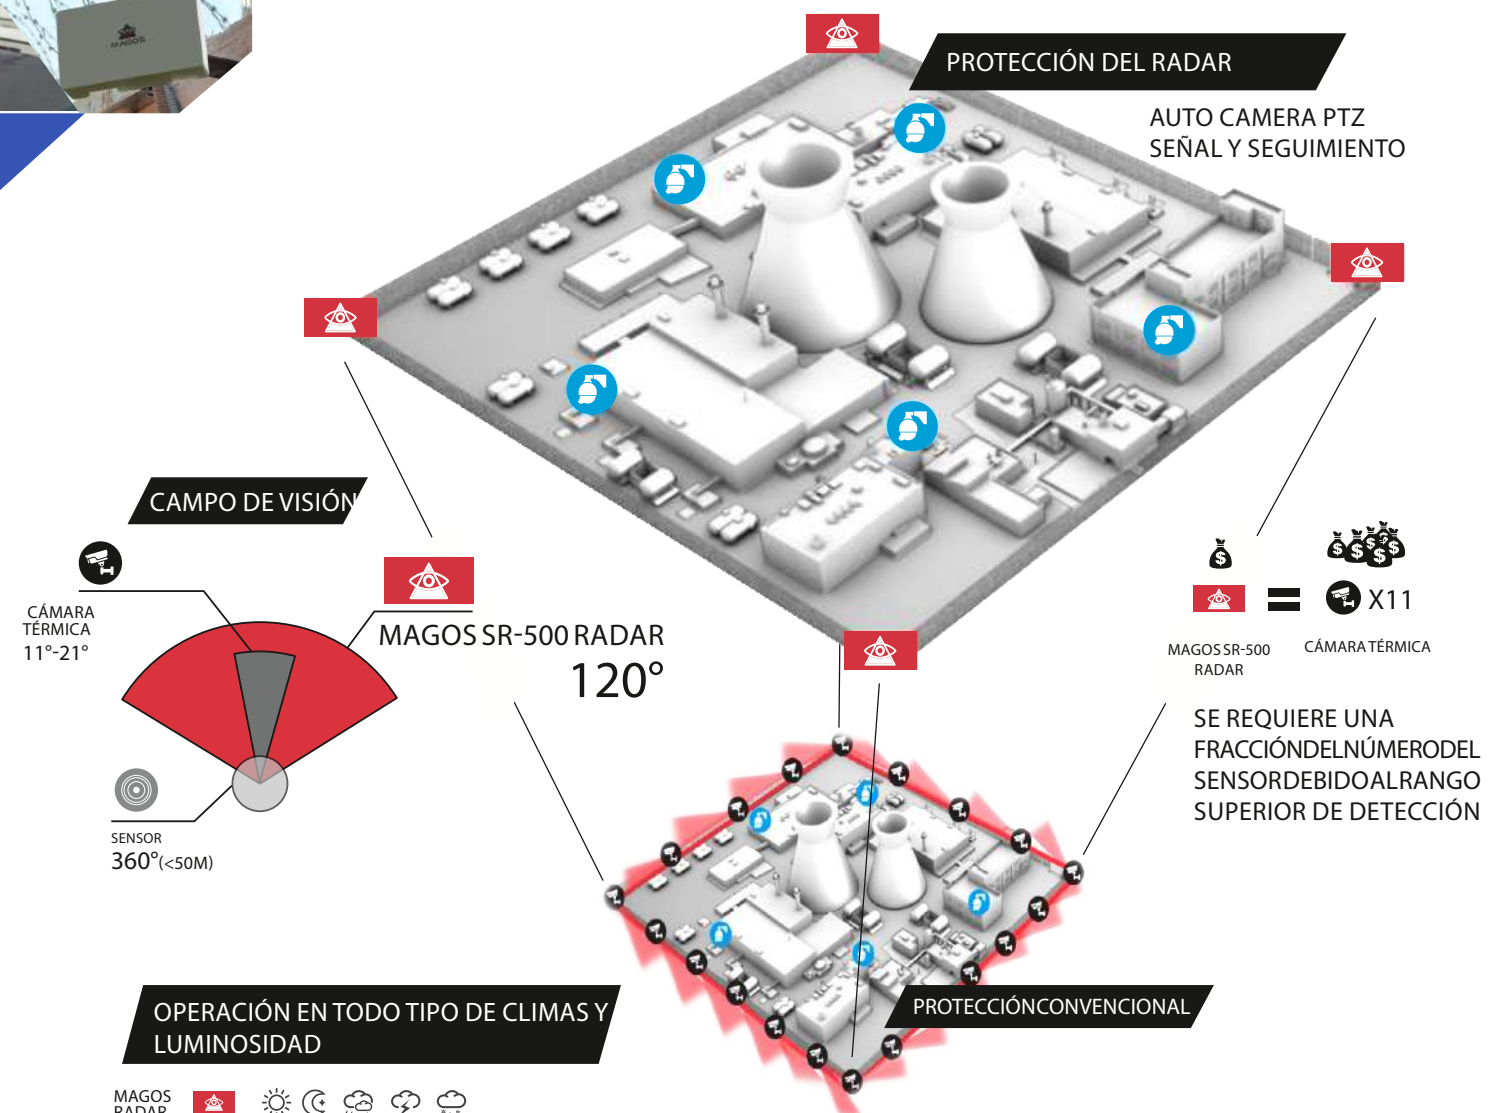 MAGOS
PROTECCIÓN DEL RADAR
AUTO CAMERA PTZ
SEÑAL Y SEGUIMIENTO
CAMPO DE VISIÓN
CÁMARA
TÉRMICA
11°-21°
MAGOS SR-500 RADAR
120°
SENSOR
360°(<50M)
$
$ $ $ $ $
X11
MAGOS SR-500
RADAR
CÁMARA TÉRMICA
SE REQUIERE UNA
FRACCIÓNDELNÚMERODEL
SENSORDEBIDOALRANGO
SUPERIOR DE DETECCIÓN
PROTECCIÓNCONVENCIONAL
OPERACIÓN EN TODO TIPO DE CLIMAS Y
LUMINOSIDAD
MAGOS
RADAR